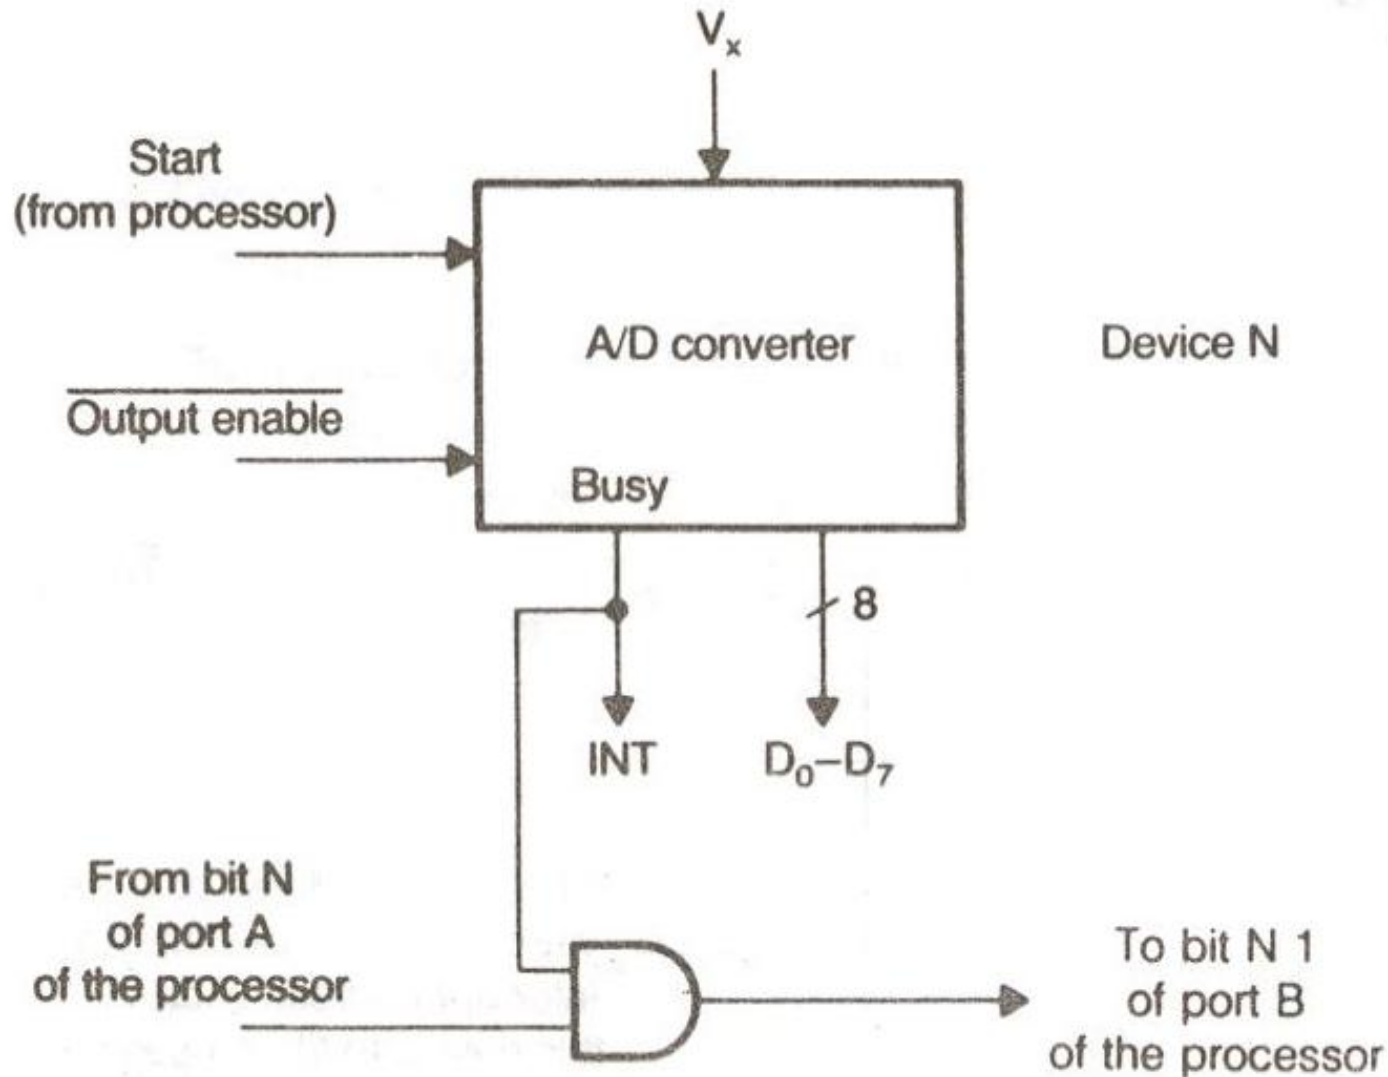 Vₓ
Start
(from processor)
A/D converter
Device N
Output enable
Busy
8
INT
D₀–D₇
From bit N
of port A
of the processor
To bit N 1
of port B
of the processor